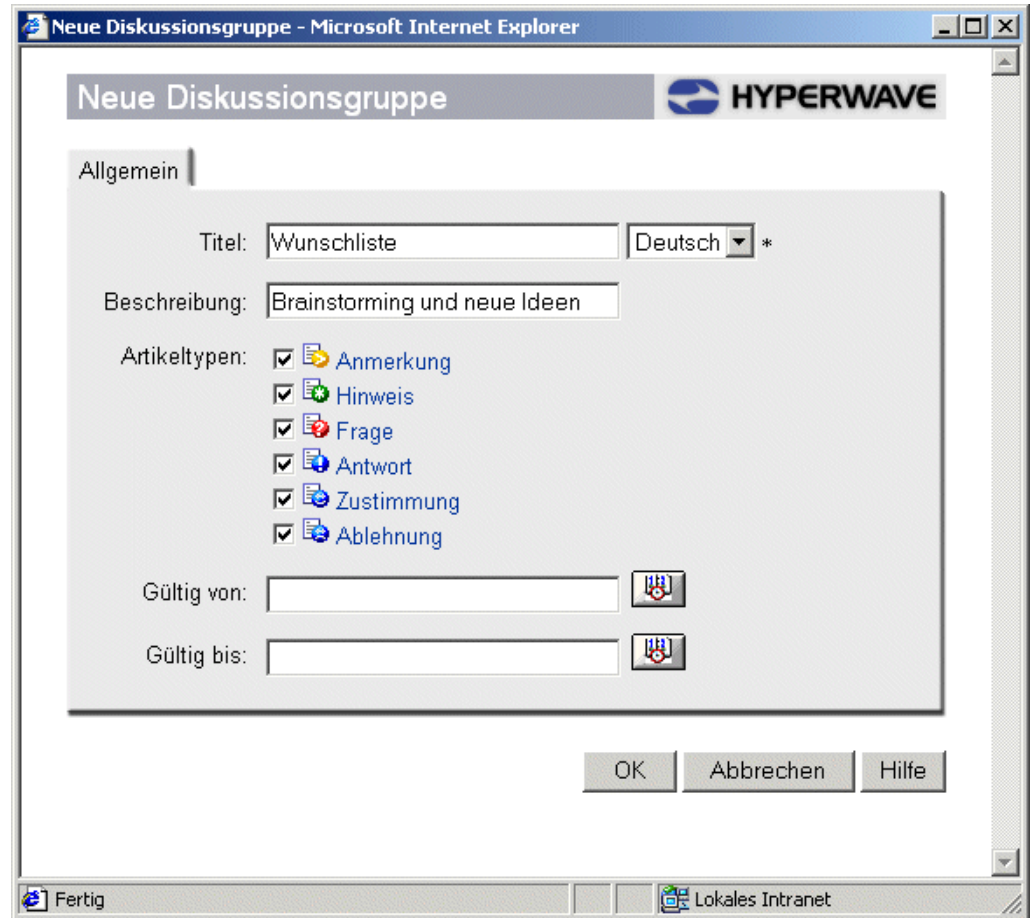 Neue Diskussionsgruppe - Microsoft Internet Explorer
Neue Diskussionsgruppe HYPERWAVE
Allgemein
Titel: Wunschliste Deutsch *
Beschreibung: Brainstorming und neue Ideen
Artikeltypen: Anmerkung
Hinweis
Frage
Antwort
Zustimmung
Ablehnung
Gültig von:
Gültig bis:
OK Abbrechen Hilfe
Fertig Lokales Intranet